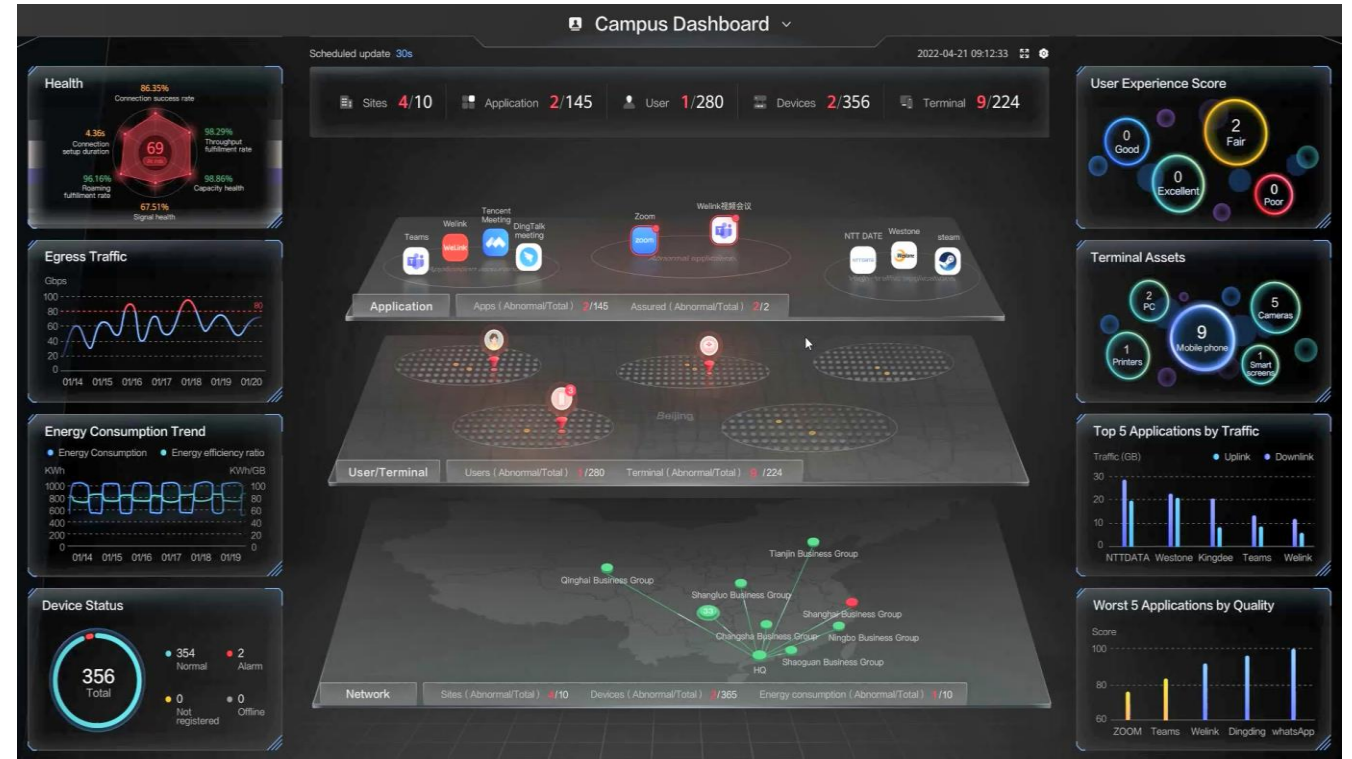 Campus Dashboard
Scheduled update 30s
2022-04-21 09:12:33
Sites 4/10
Application 2/145
User 1/280
Devices 2/356
Terminal 9/224
Health
86.35%
Connection success rate
4.36s
Connection
setup duration
98.29%
Throughput
fulfillment rate
69
96.16%
Roaming
fulfillment rate
98.86%
Capacity health
67.51%
Signal health
Egress Traffic
Gbps
100
80
60
40
20
0
80
01/14 01/15 01/16 01/17 01/18 01/19 01/20
Energy Consumption Trend
Energy Consumption Energy efficiency ratio
KWh KWh/GB
1000 100
800 80
600 60
400 40
200 20
0 0
01/14 01/15 01/16 01/17 01/18 01/19
Device Status
356
Total
354
Normal
2
Alarm
0
Not
registered
0
Offline
Teams
Welink
WeLink
Tencent
Meeting
DingTalk
meeting
Zoom
zoom
Welink视频会议
Abnormal applications
NTT DATE
NTTDATA
Westone
steam
Application
Apps ( Abnormal/Total ) 2/145
Assured ( Abnormal/Total ) 2/2
3
Beijing
User/Terminal
Users ( Abnormal/Total ) /280
Terminal ( Abnormal/Total ) 9 /224
Tianjin Business Group
Qinghai Business Group
Shangluo Business Group
33
Shanghai Business Group
Changsha Business Group
Ningbo Business Group
Shaoguan Business Group
HQ
Network
Sites ( Abnormal/Total ) /10
Devices ( Abnormal/Total ) /365
Energy consumption ( Abnormal/Total ) /10
User Experience Score
0
Good
2
Fair
0
Excellent
0
Poor
Terminal Assets
2
PC
5
Cameras
9
Mobile phone
1
Printers
1
Smart
screens
Top 5 Applications by Traffic
Traffic (GB)
Uplink Downlink
30
20
10
0
NTTDATA Westone Kingdee Teams Welink
Worst 5 Applications by Quality
Score
100
80
60
ZOOM Teams Welink Dingding whatsApp